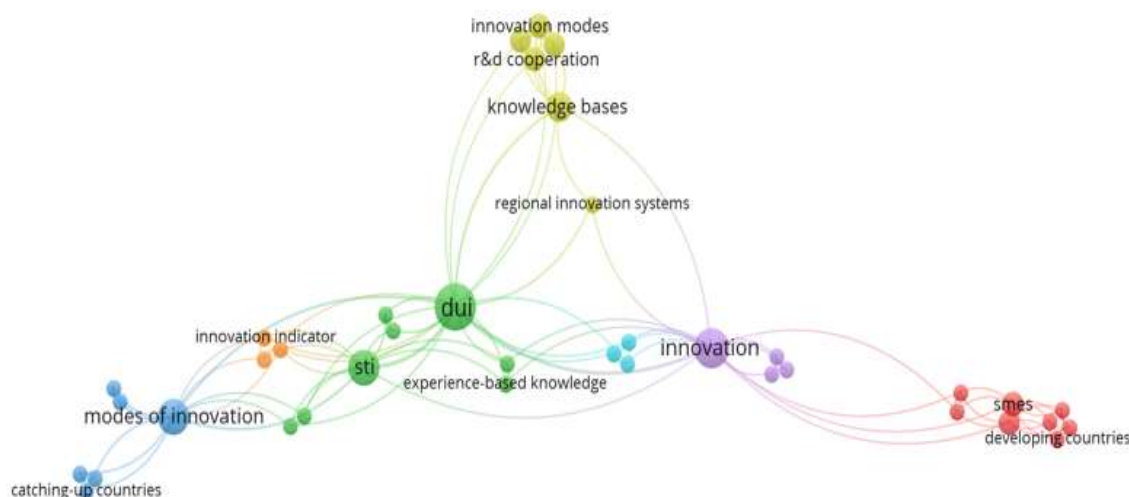 innovation modes
r&d cooperation
knowledge bases
regional innovation systems
dui
innovation indicator
innovation
sti
experience-based knowledge
smes
modes of innovation
developing countries
catching-up countries